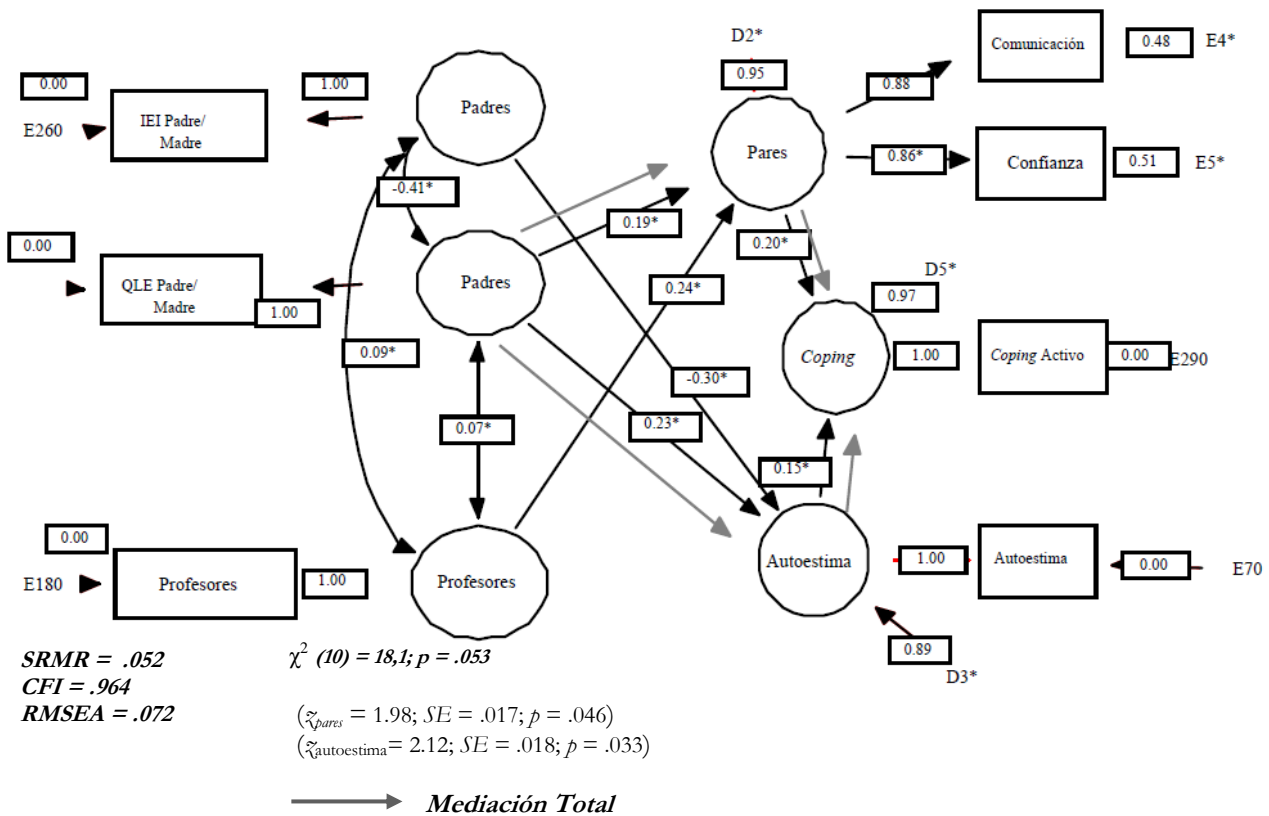 D2*
Comunicación
0.48
E4*
0.00
1.00
0.95
0.88
Padres
IEI Padre/
Madre
E260
Pares
0.86*
Confianza
0.51
E5*
-0.41*
0.19*
0.20*
0.00
D5*
QLE Padre/
Madre
1.00
Padres
0.24*
0.97
0.09*
Coping
1.00
Coping Activo
0.00
E290
-0.30*
0.07*
0.23*
0.15*
0.00
E180
Profesores
1.00
Profesores
Autoestima
1.00
Autoestima
0.00
E70
0.89
D3*
SRMR = .052
χ² (10) = 18,1; p = .053
CFI = .964
RMSEA = .072
(zpares = 1.98; SE = .017; p = .046)
(zautoestima= 2.12; SE = .018; p = .033)
Mediación Total